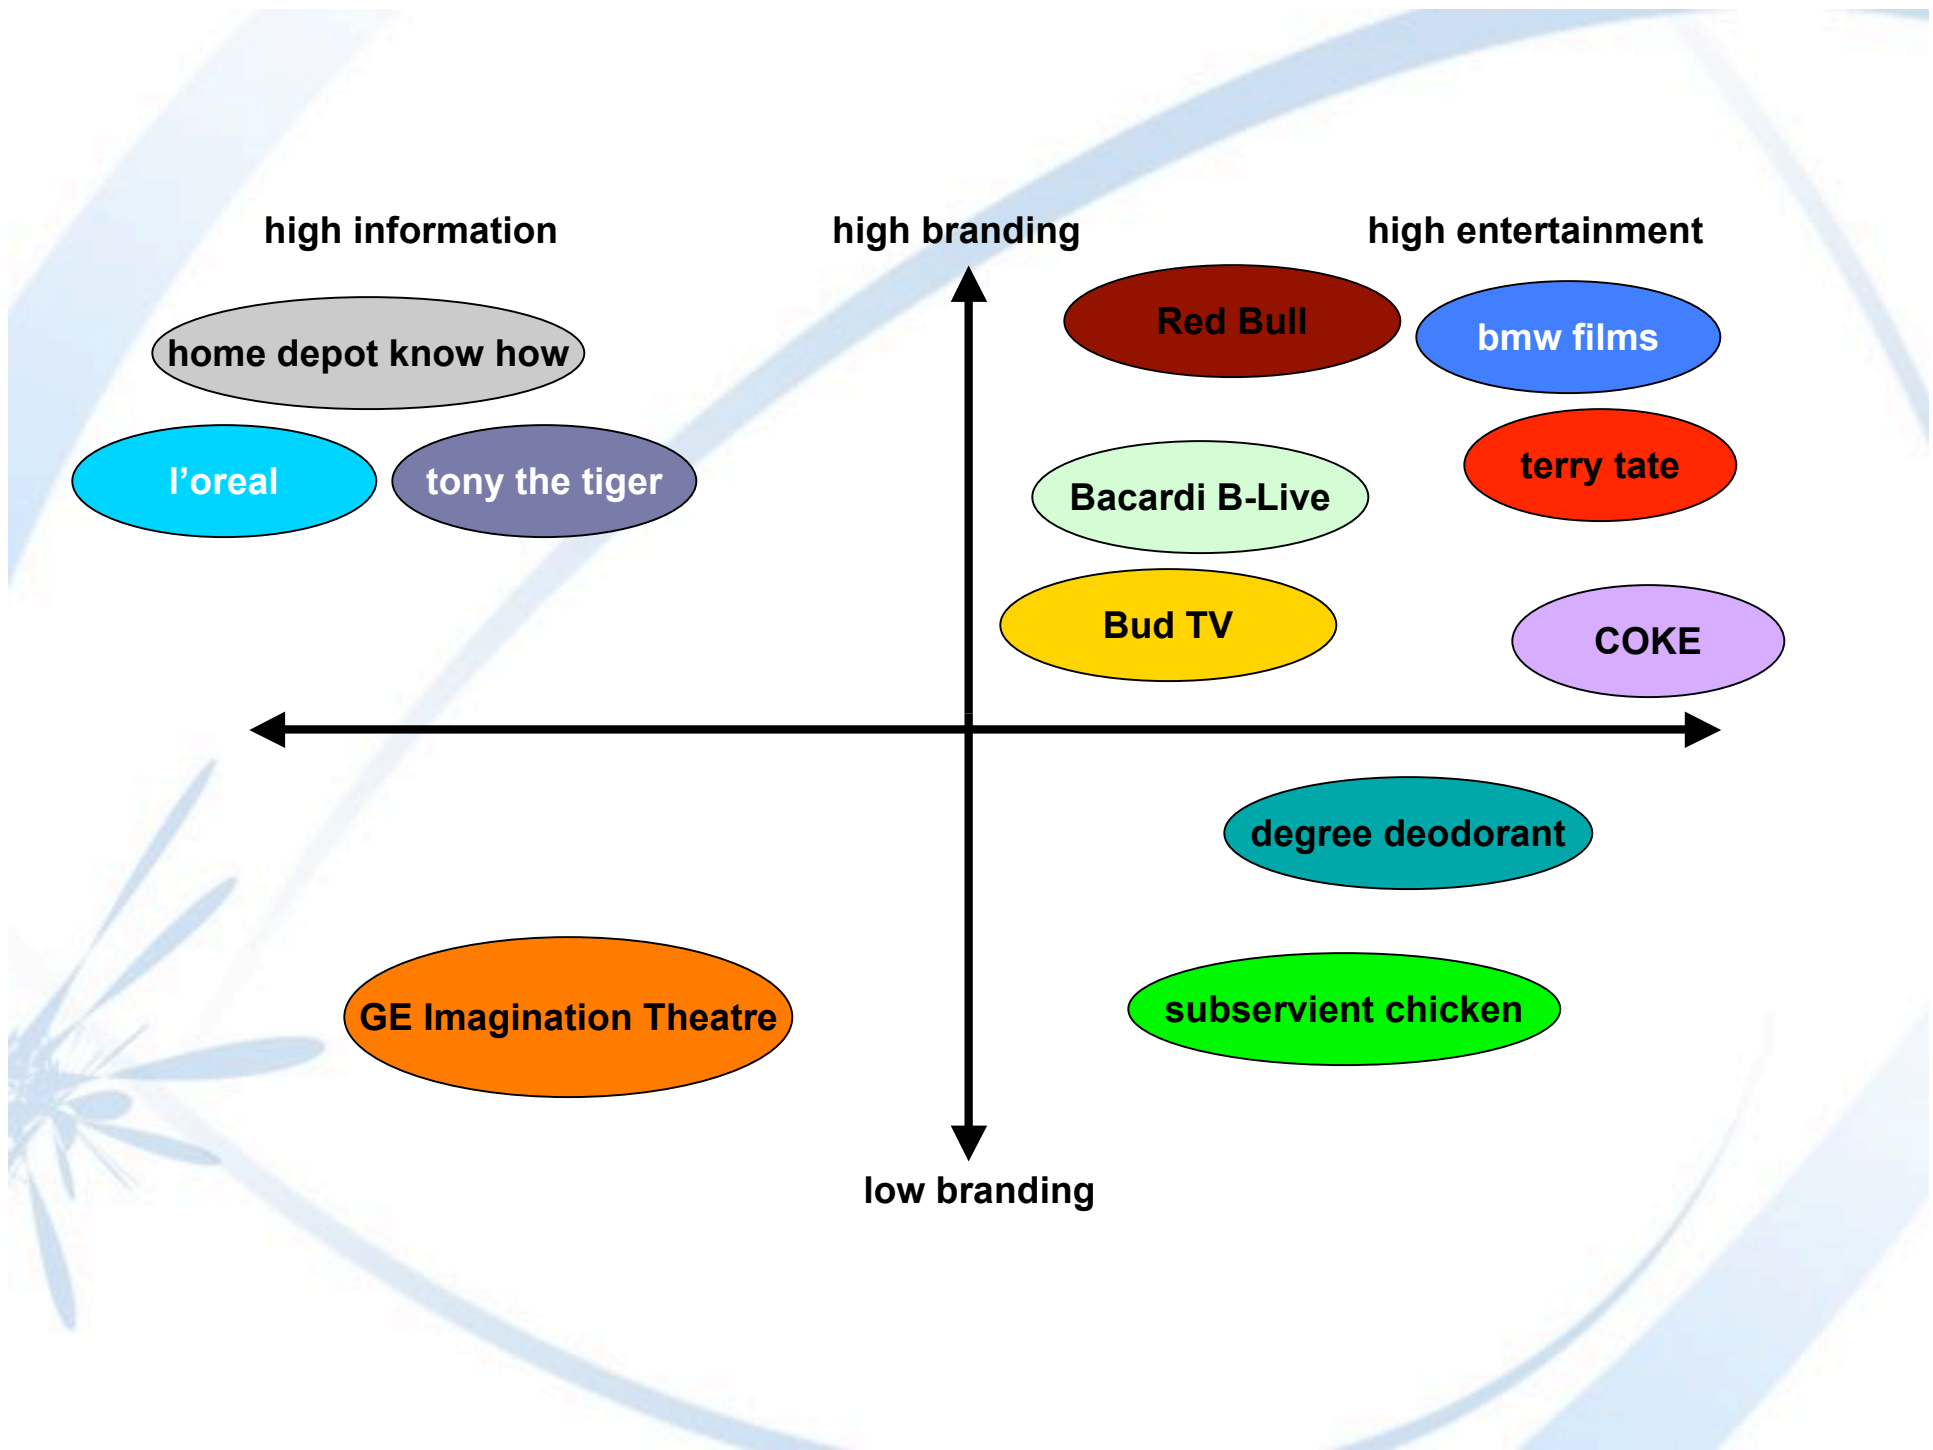 high information
high branding
high entertainment
Red Bull
bmw films
home depot know how
terry tate
l’oreal
tony the tiger
Bacardi B-Live
Bud TV
COKE
degree deodorant
subservient chicken
GE Imagination Theatre
low branding